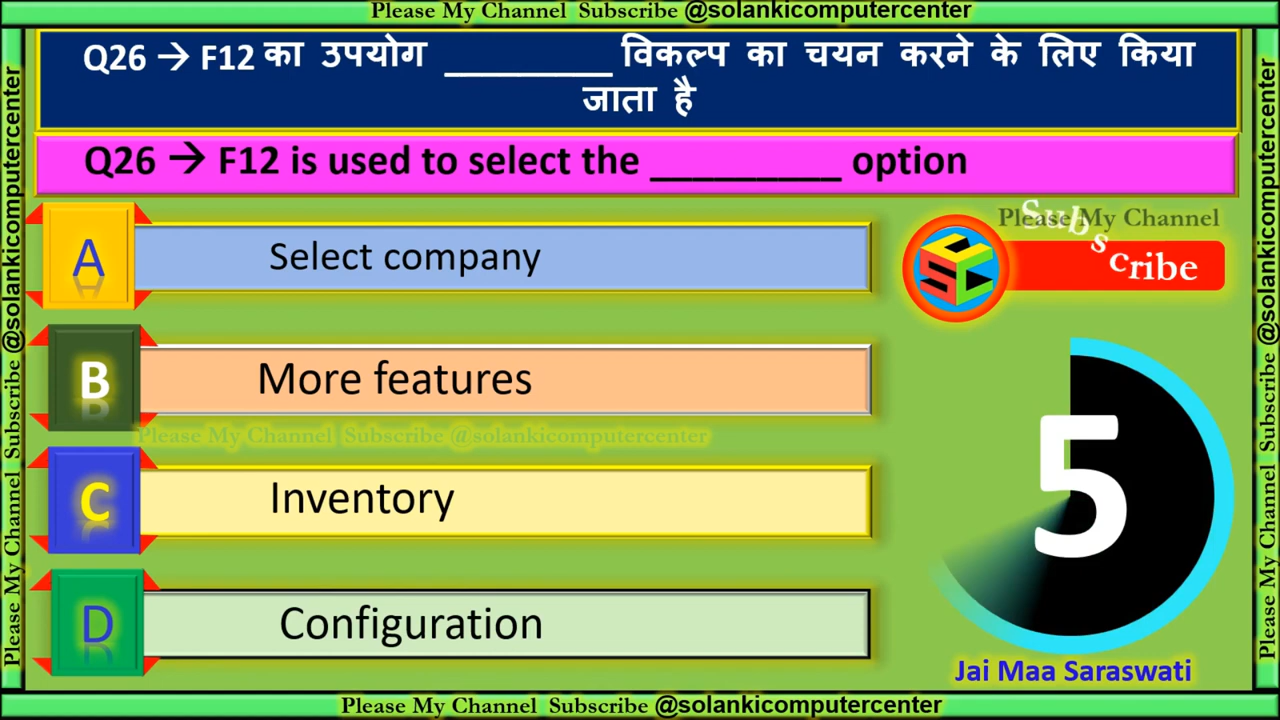 Please My Channel Subscribe @solankicomputercenter
Q26 → F12 का उपयोग __________ विकल्प का चयन करने के लिए किया
जाता है
Q26 → F12 is used to select the _________ option
A
Select company
Please My Channel
Subscribe
CSC
B
More features
Please My Channel Subscribe @solankicomputercenter
C
Inventory
5
D
Configuration
Jai Maa Saraswati
Please My Channel Subscribe @solankicomputercenter
Please My Channel Subscribe @solankicomputercenter
Please My Channel Subscribe @solankicomputercenter